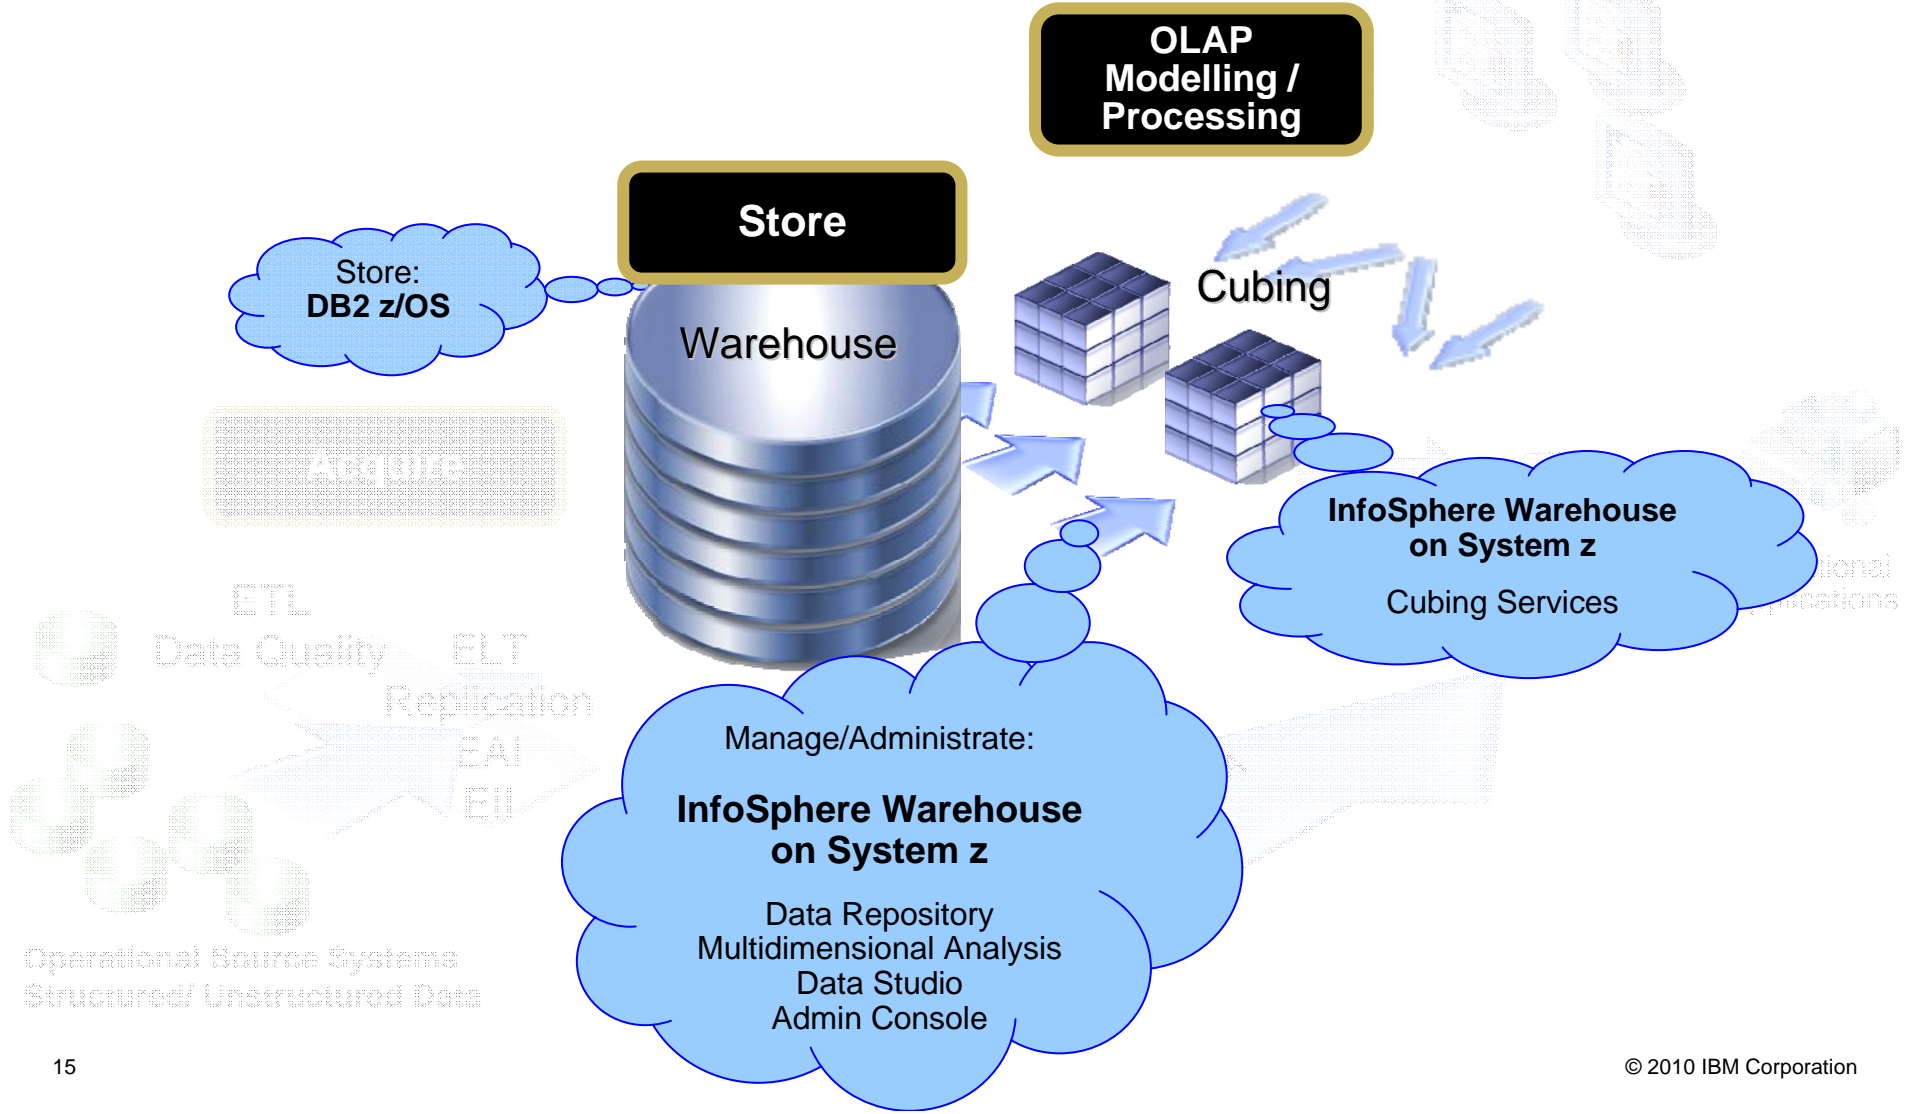 OLAP
Modelling /
Processing
Store
Store:
DB2 z/OS
Warehouse
Cubing
Acquire
InfoSphere Warehouse
on System z
Cubing Services
ETL
Data Quality
ELT
Replication
EAI
EII
Manage/Administrate:
InfoSphere Warehouse
on System z
Data Repository
Multidimensional Analysis
Data Studio
Admin Console
Operational Source Systems
Structured/ Unstructured Data
15
© 2010 IBM Corporation